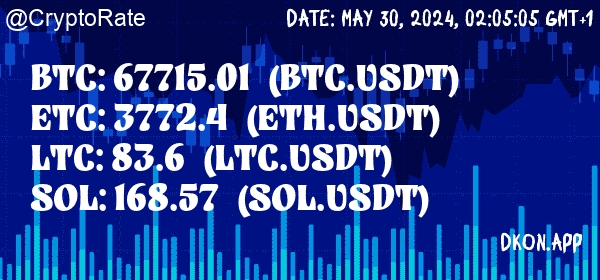 @CryptoRate
DATE: MAY 30, 2024, 02:05:05 GMT+1
BTC: 67715.01 (BTC.USDT)
ETC: 3772.4 (ETH.USDT)
LTC: 83.6 (LTC.USDT)
SOL: 168.57 (SOL.USDT)
DKON.APP